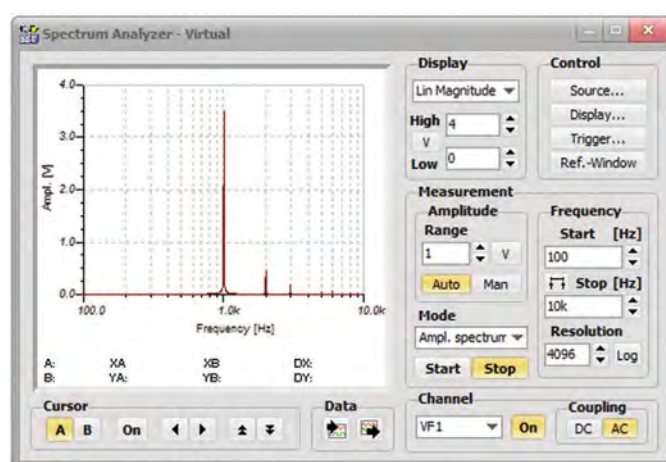 Spectrum Analyzer - Virtual
4.0
3.0
2.0
1.0
0.0
Ampl. [V]
100.0
1.0k
10.0k
Frequency [Hz]
A: XA XB DX:
B: YA: YB: DY:
Cursor
A B On
Data
Display
Lin Magnitude
High 4
V
Low 0
Control
Source...
Display...
Trigger...
Ref.-Window
Measurement
Amplitude
Range
1 V
Auto Man
Mode
Ampl. spectrum
Start Stop
Frequency
Start [Hz]
100
Stop [Hz]
10k
Resolution
4096 Log
Channel
VF1 On
Coupling
DC AC